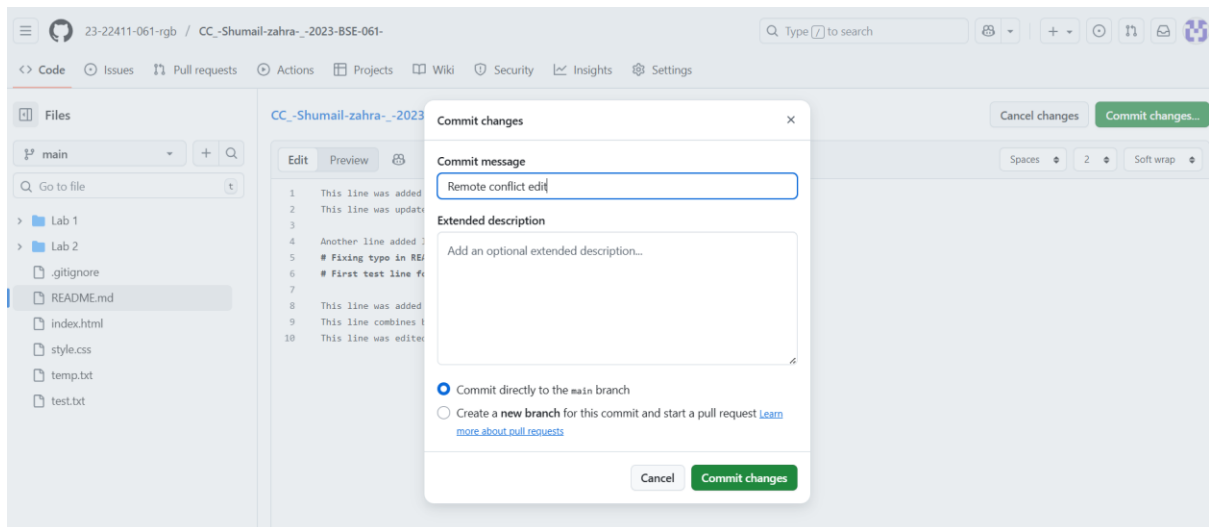 23-22411-061-rgb / CC_-Shumail-zahra-_-2023-BSE-061-
Type / to search
Code Issues Pull requests Actions Projects Wiki Security Insights Settings
Files
main
Go to file t
Lab 1
Lab 2
.gitignore
README.md
index.html
style.css
temp.txt
test.txt
CC_-Shumail-zahra-_-2023
Cancel changes Commit changes...
Edit Preview
Spaces 2 Soft wrap
1 This line was added
2 This line was
3
4 Another line added
5 # Fixing typo in
6 # First test line
7
8 This line was added
9 This line combines
10 This line was edited
Commit changes
Commit message
Remote conflict edit
Extended description
Add an optional extended description...
Commit directly to the main branch
Create a new branch for this commit and start a pull request Learn
more about pull requests
Cancel Commit changes